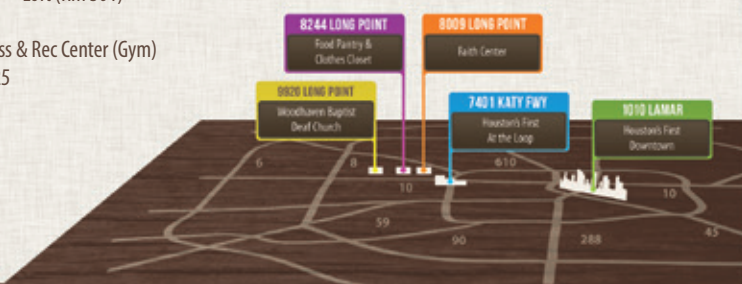 ss & Rec Center (Gym)
5
8244 LONG POINT
Food Pantry &
Clothes Closet
8009 LONG POINT
Faith Center
9920 LONG POINT
Woodhaven Baptist
Deaf Church
7401 KATY FWY
Houston's First
At the Loop
1010 LAMAR
Houston's First
Downtown
6
8
10
610
10
59
90
288
45